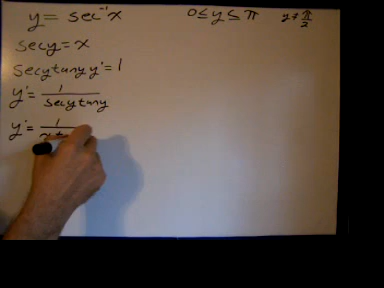 y = sec⁻¹x 0 ≤ y ≤ π y ≠ π/2
sec y = x
sec y tan y y' = 1
y' = 1/(sec y tan y)
y' = 1/